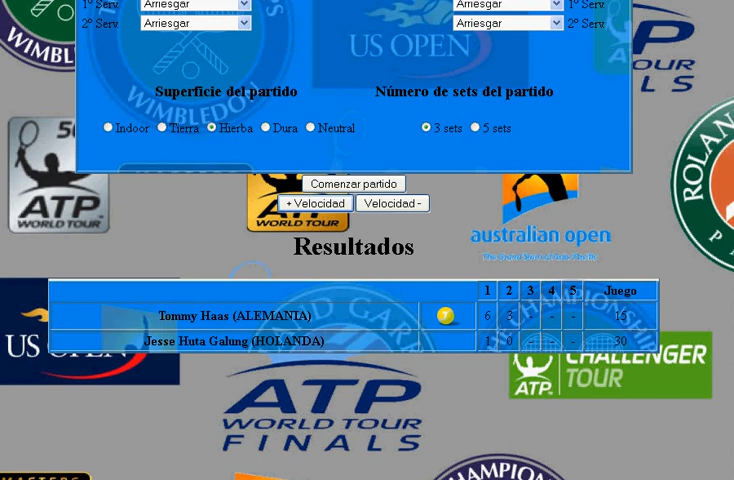 1º Serv. Arriesgar Arriesgar 1º Serv.
2º Serv. Arriesgar Arriesgar 2º Serv.
WIMBLEDON
US OPEN
Superficie del partido Número de sets del partido
Indoor Tierra Hierba Dura Neutral 3 sets 5 sets
Comenzar partido
+ Velocidad Velocidad -
ATP
WORLD TOUR
australian open
Resultados
1 2 3 4 5 Juego
Tommy Haas (ALEMANIA) 6 3 - - - 15
Jesse Huta Galung (HOLANDA) 1 0 - - - 30
US OPEN
ATP CHALLENGER
TOUR
ATP
WORLD TOUR
FINALS